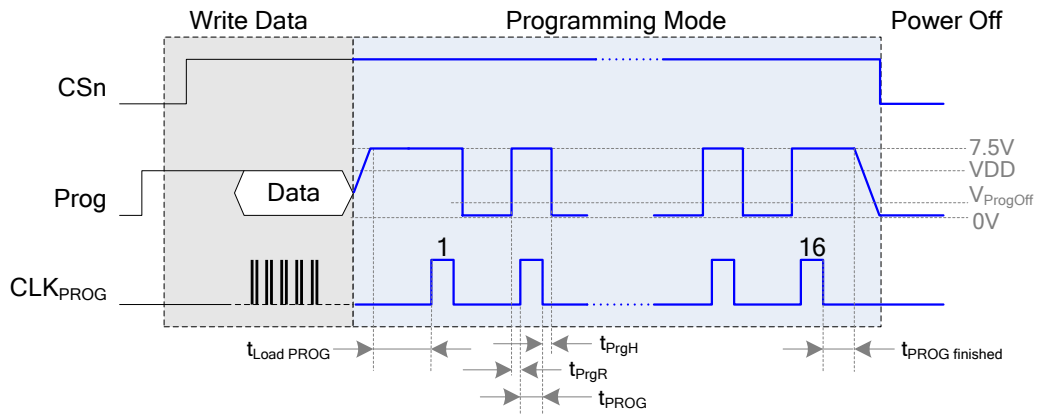 Write Data Programming Mode Power Off
CSn
7.5V
VDD
Prog Data
VProgOff
0V
1 16
CLKPROG
tLoad PROG tPrgH tPROG finished
tPrgR
tPROG